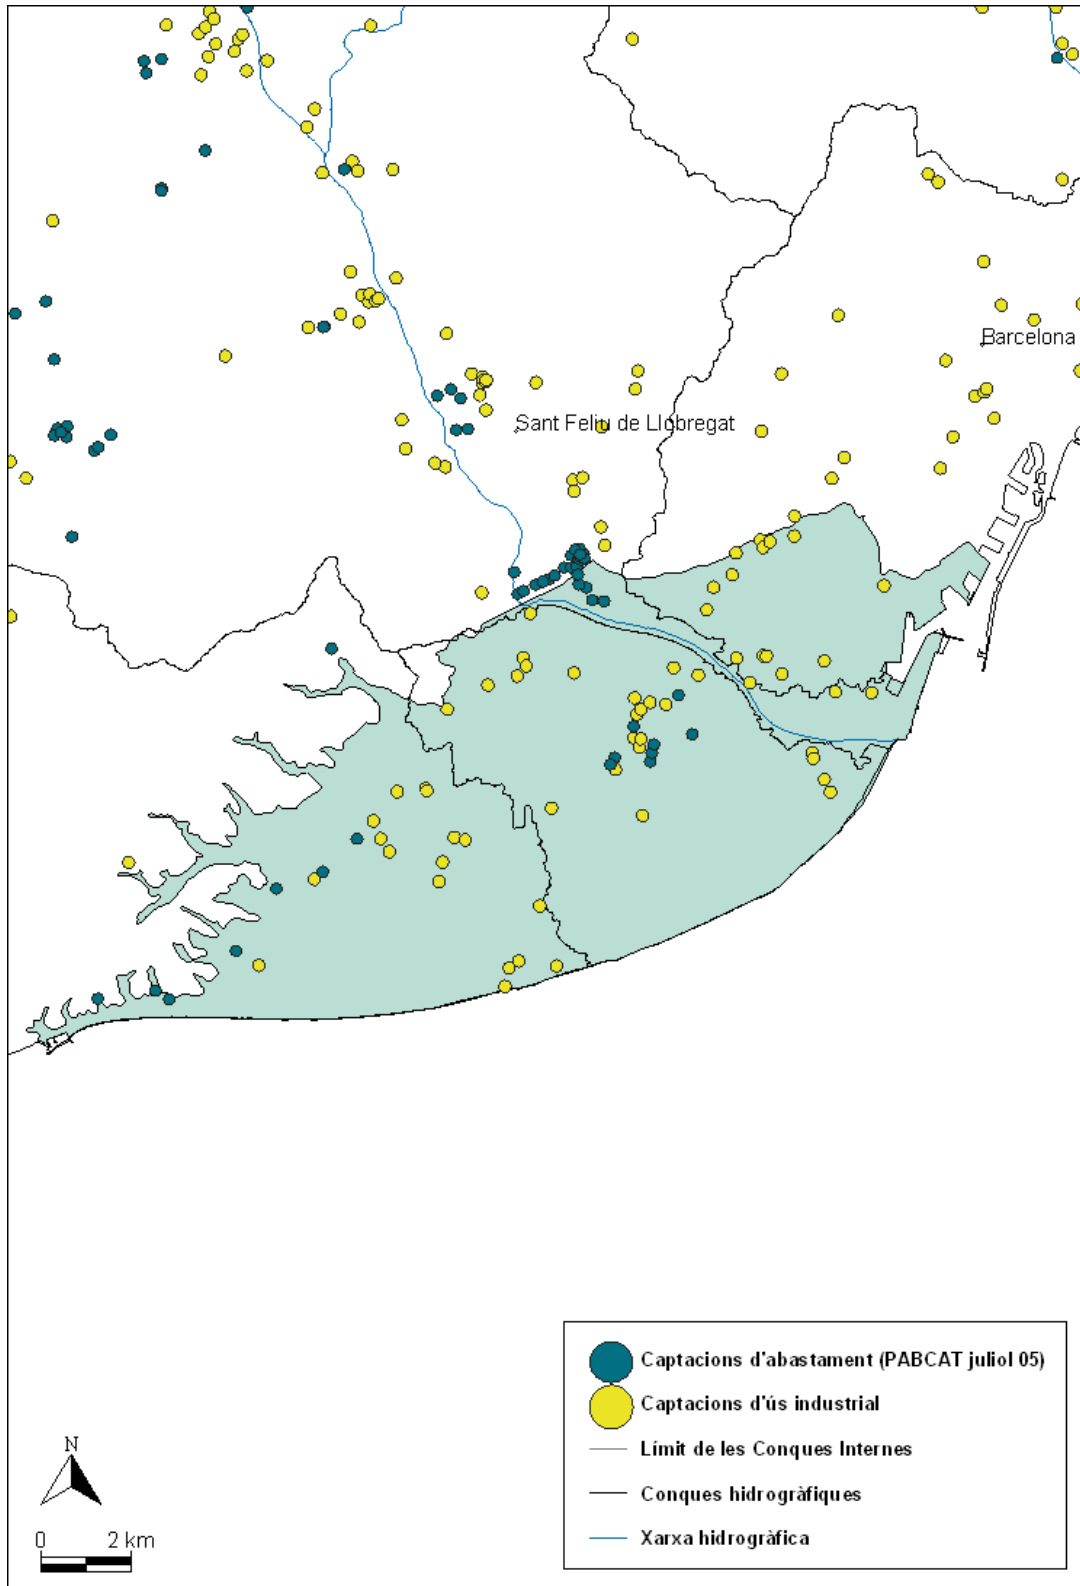 Barcelona
Sant Feliu de Llobregat
Captacions d'abastament (PABCAT juliol 05)
Captacions d'ús industrial
Límit de les Conques Internes
Conques hidrogràfiques
Xarxa hidrogràfica
N
0 2 km